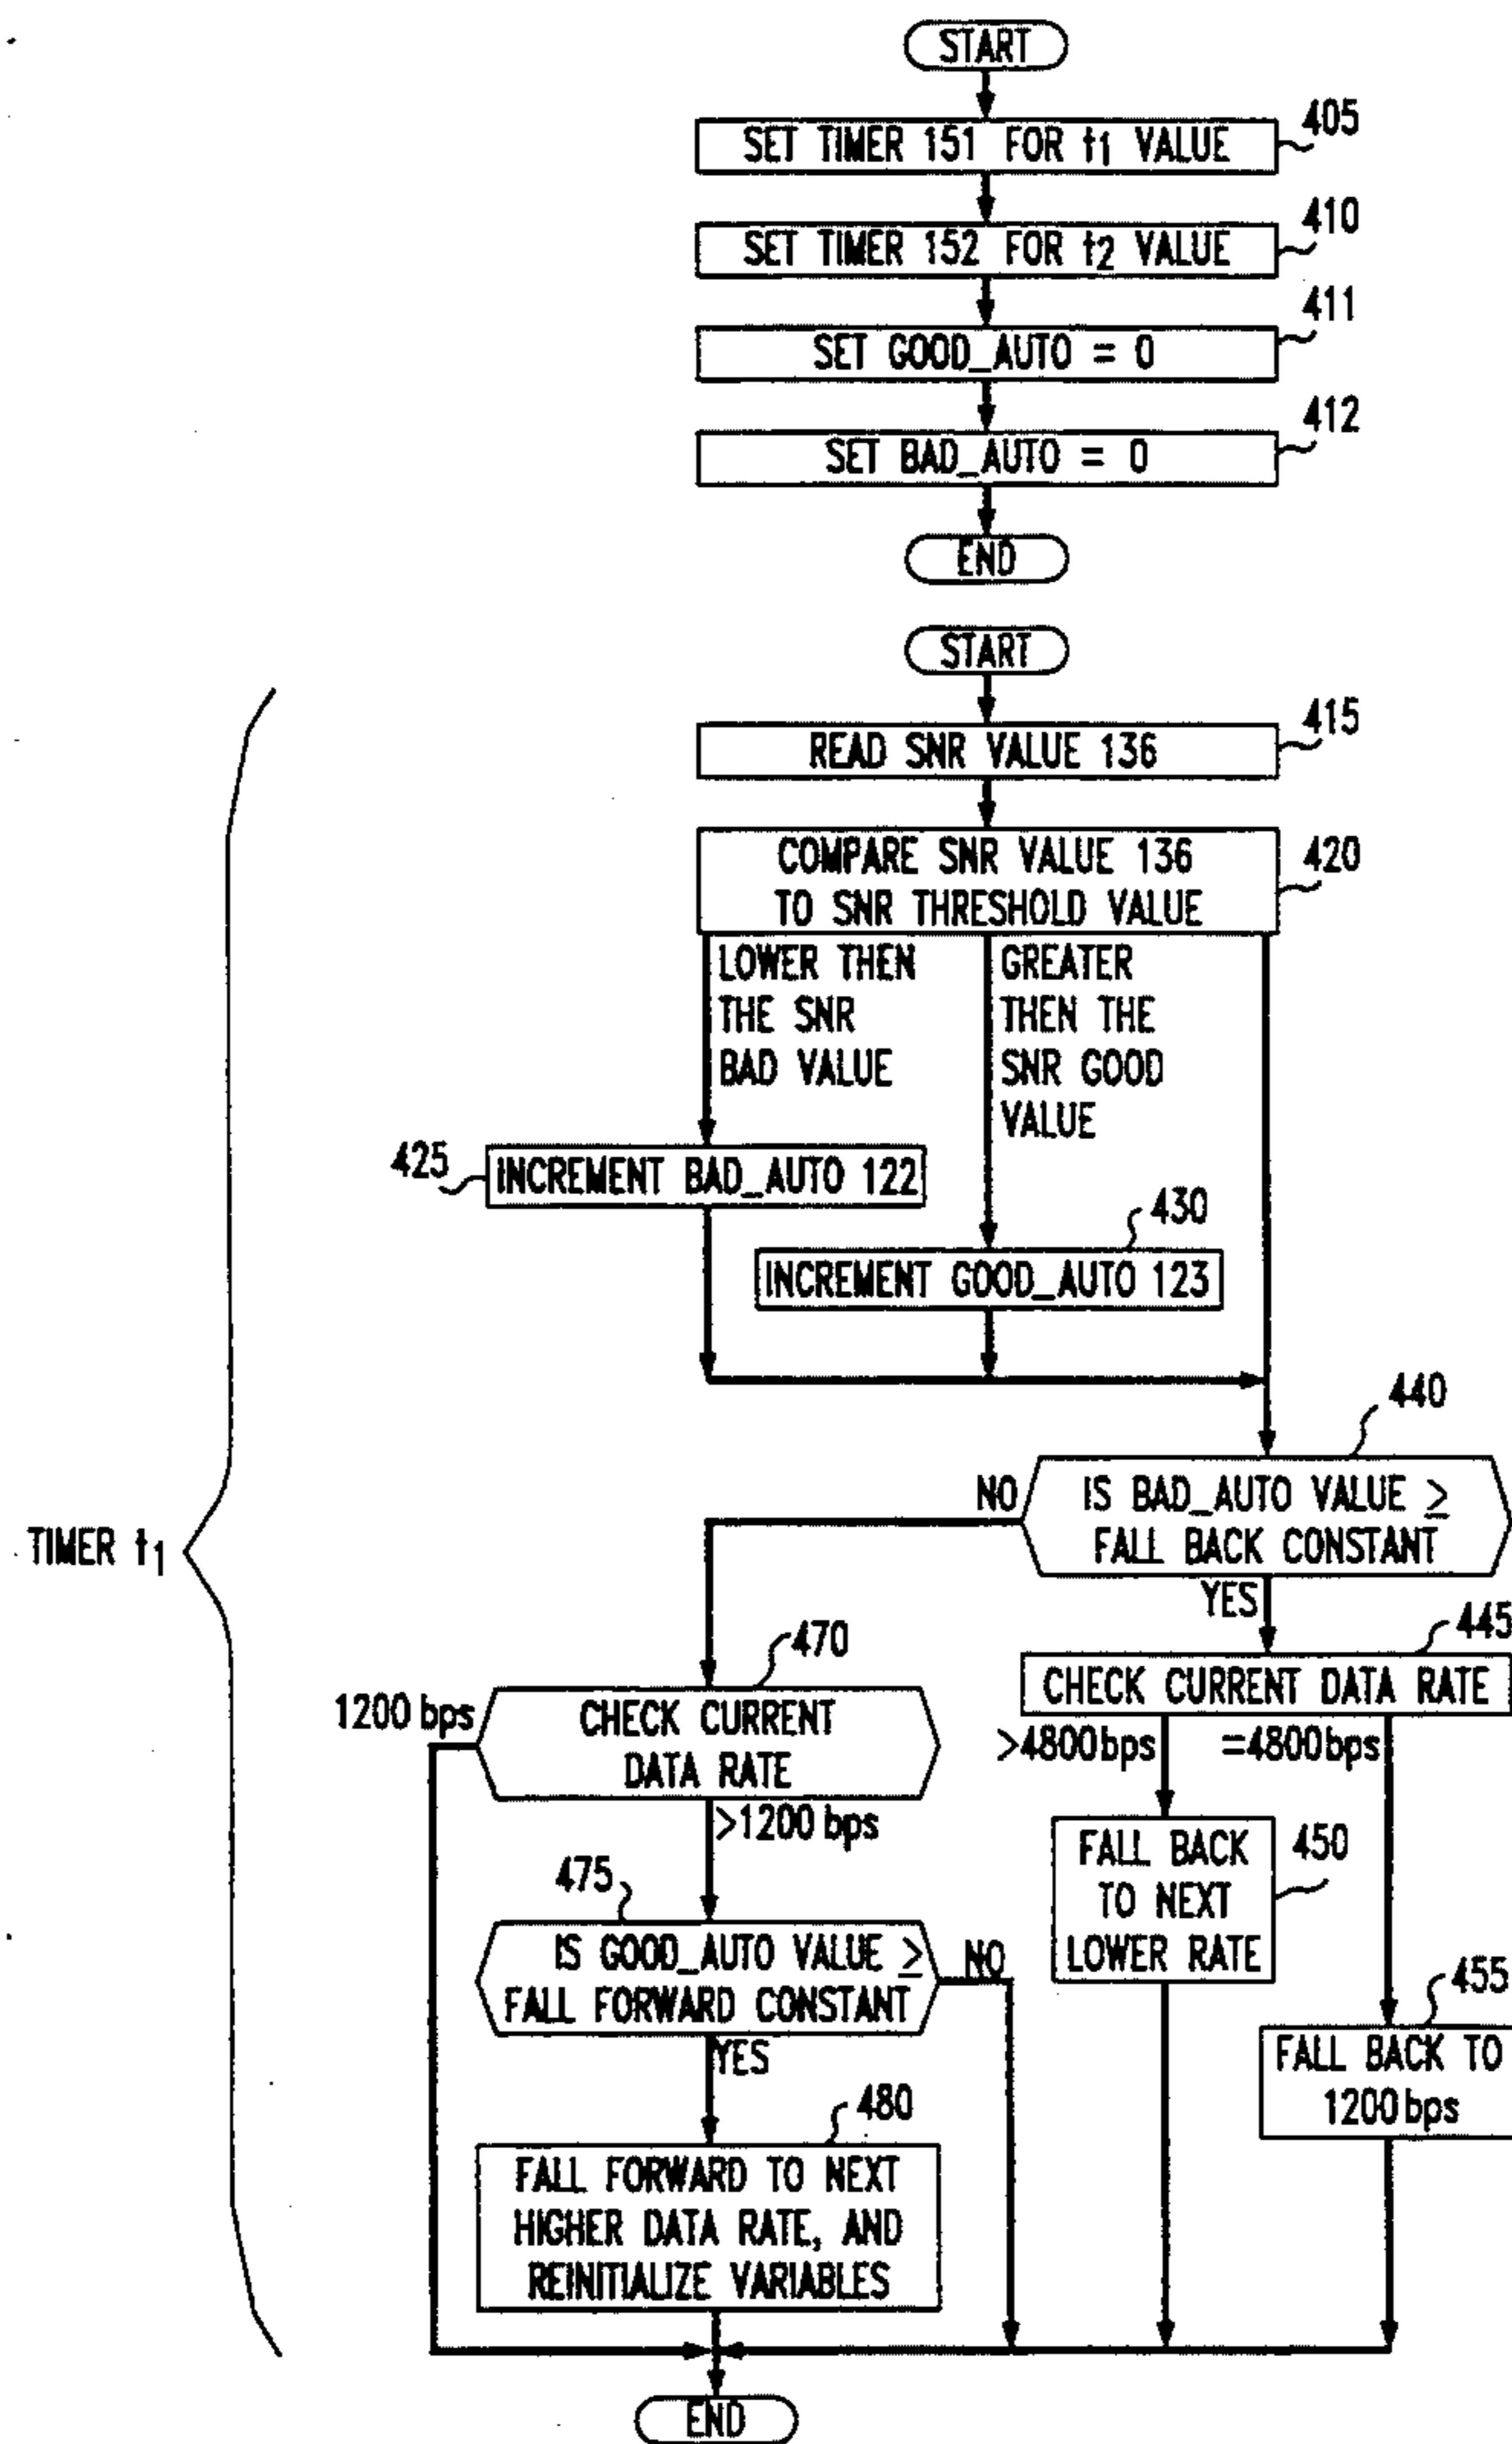 START
SET TIMER 151 FOR t1 VALUE
405
SET TIMER 152 FOR t2 VALUE
410
SET GOOD_AUTO = 0
411
SET BAD_AUTO = 0
412
END
START
READ SNR VALUE 136
415
COMPARE SNR VALUE 136
TO SNR THRESHOLD VALUE
420
LOWER THEN
THE SNR
BAD VALUE
GREATER
THEN THE
SNR GOOD
VALUE
425
INCREMENT BAD_AUTO 122
430
INCREMENT GOOD_AUTO 123
440
NO
IS BAD_AUTO VALUE ≥
FALL BACK CONSTANT
YES
TIMER t1
445
CHECK CURRENT DATA RATE
>4800bps
=4800bps
470
1200 bps
CHECK CURRENT
DATA RATE
>1200 bps
450
FALL BACK
TO NEXT
LOWER RATE
475
IS GOOD_AUTO VALUE ≥
FALL FORWARD CONSTANT
NO
YES
455
FALL BACK TO
1200bps
480
FALL FORWARD TO NEXT
HIGHER DATA RATE, AND
REINITIALIZE VARIABLES
END